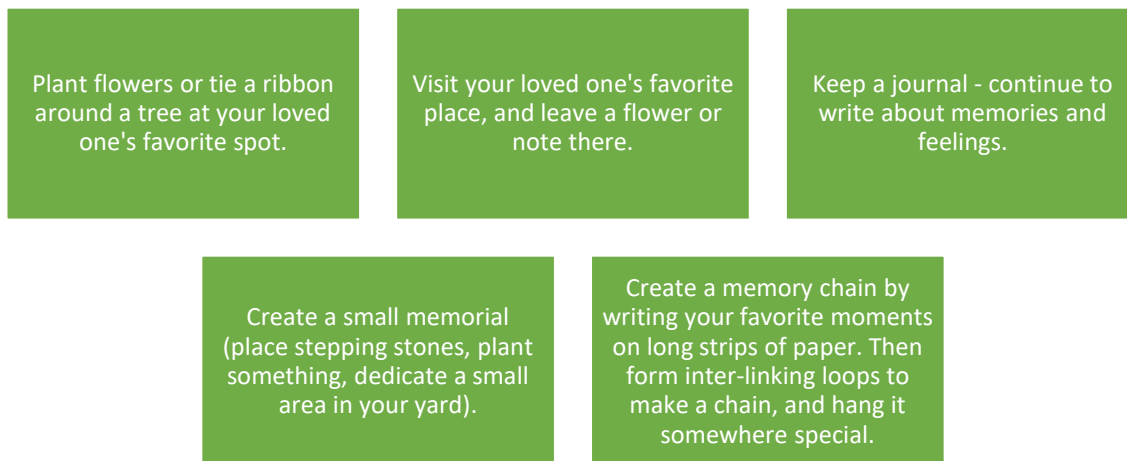 Plant flowers or tie a ribbon
around a tree at your loved
one's favorite spot.
Visit your loved one's favorite
place, and leave a flower or
note there.
Keep a journal - continue to
write about memories and
feelings.
Create a small memorial
(place stepping stones, plant
something, dedicate a small
area in your yard).
Create a memory chain by
writing your favorite moments
on long strips of paper. Then
form inter-linking loops to
make a chain, and hang it
somewhere special.